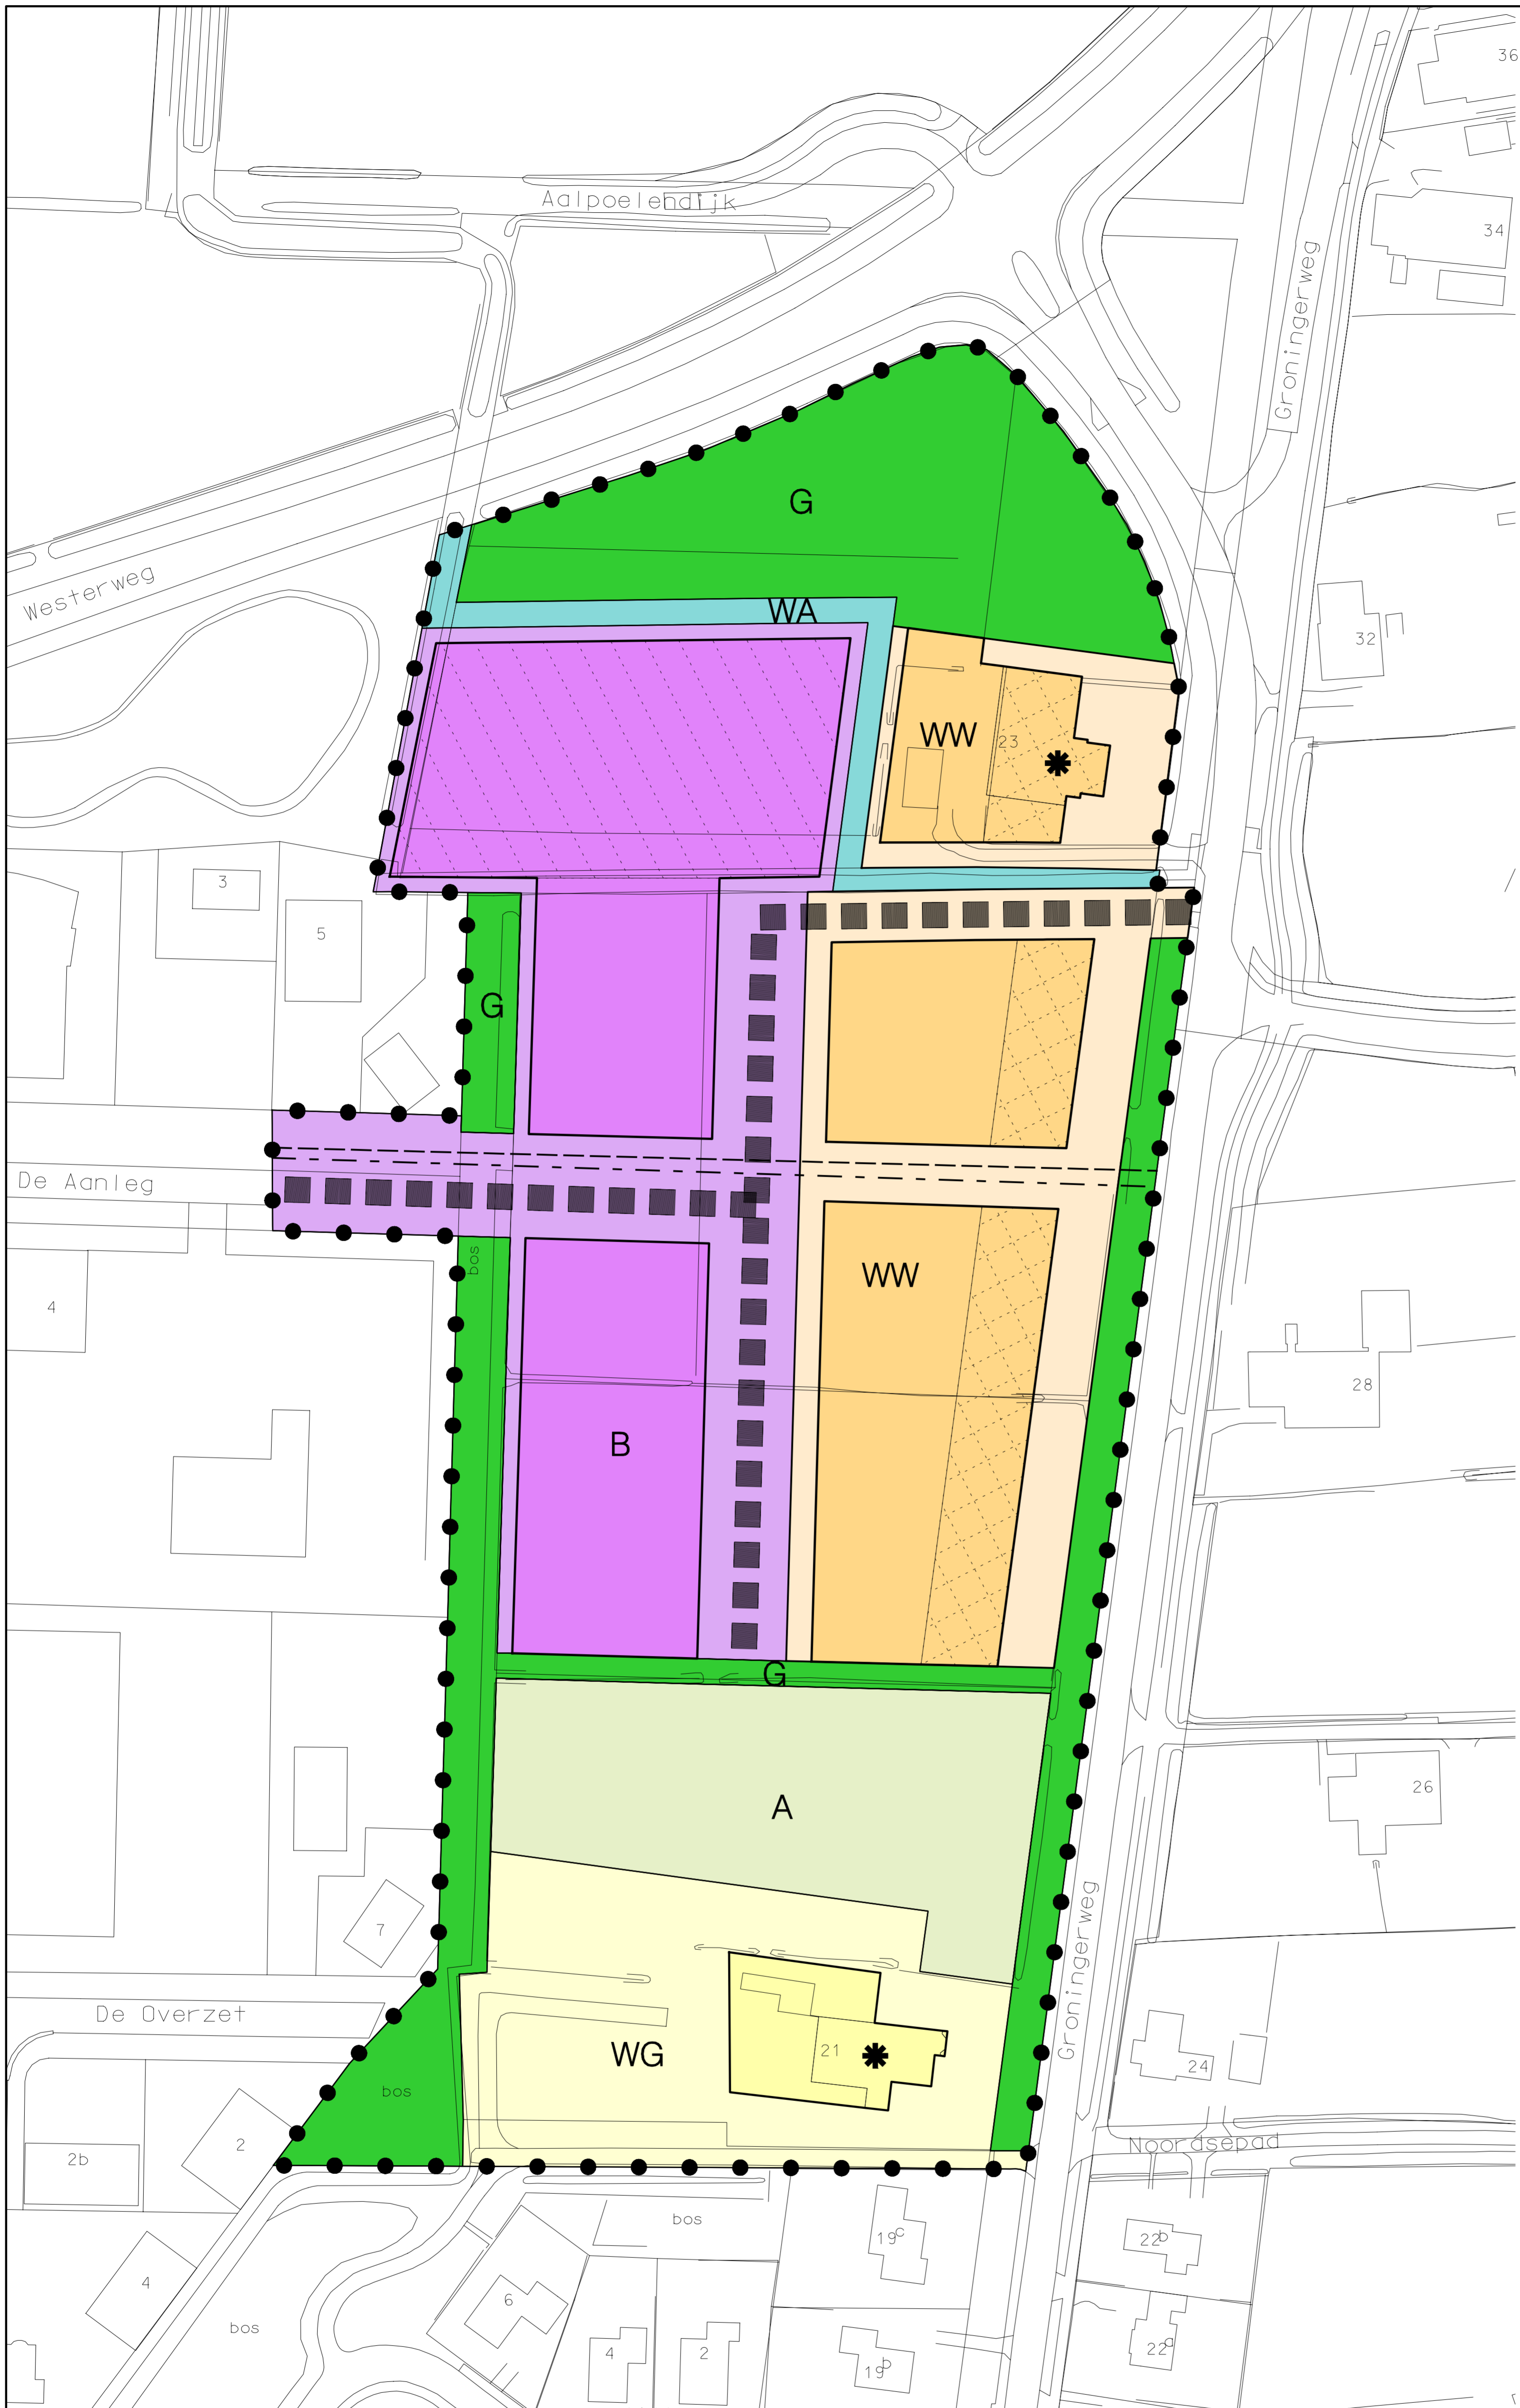 36
Aalpoelendijk
34
Groningerweg
G
Westerweg
WA
32
WW
23
3
5
G
De Aanleg
bos
WW
4
28
B
G
A
26
7
De Overzet
WG
21
Groningerweg
24
bos
2
2b
Noordsepad
bos
19c
22b
4
6
bos
4
2
19b
22a